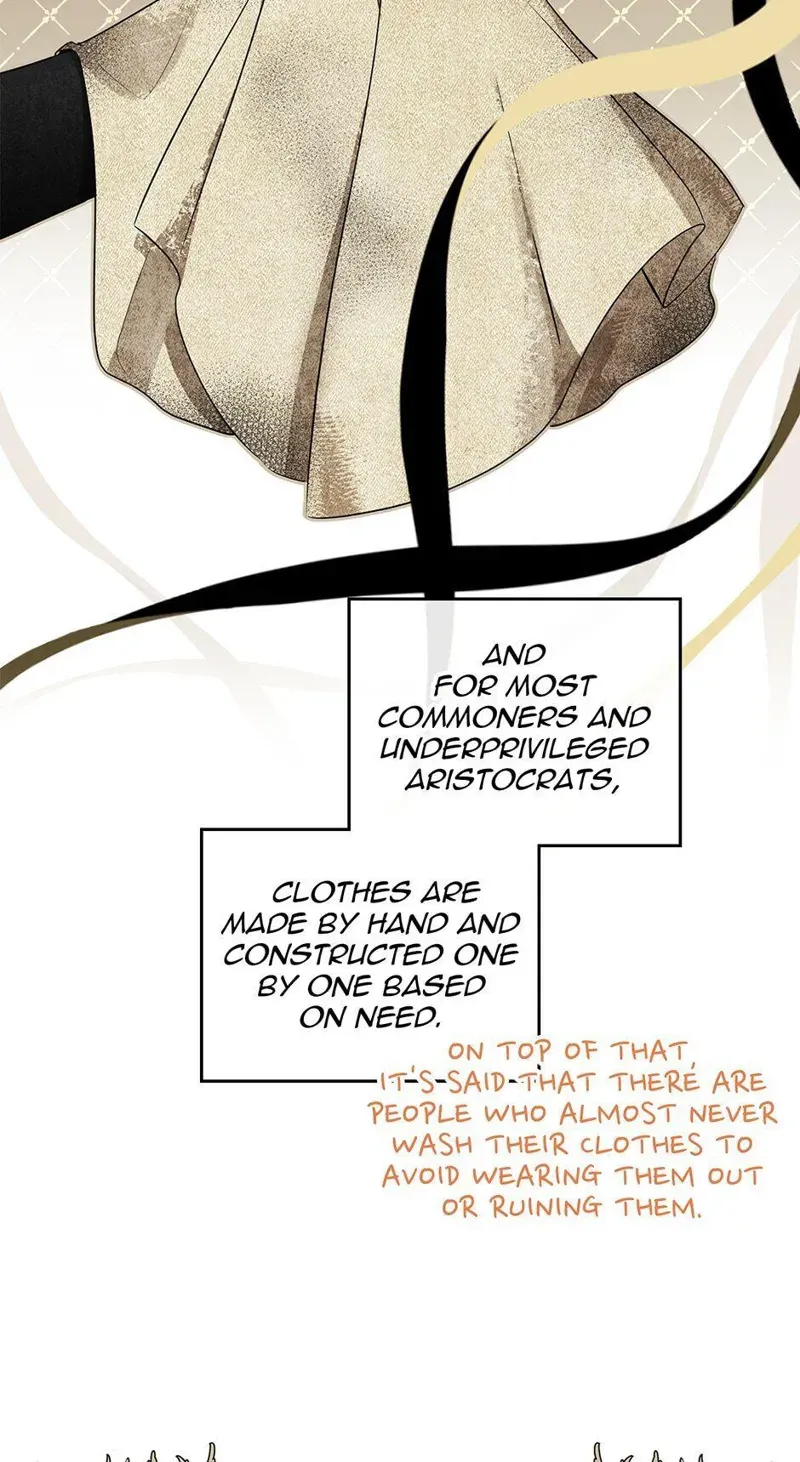 AND
FOR MOST
COMMONERS AND
UNDERPRIVILEGED
ARISTOCRATS,
CLOTHES ARE
MADE BY HAND AND
CONSTRUCTED ONE
BY ONE BASED
ON NEED.
ON TOP OF THAT,
IT'S SAID THAT THERE ARE
PEOPLE WHO ALMOST NEVER
WASH THEIR CLOTHES TO
AVOID WEARING THEM OUT
OR RUINING THEM.